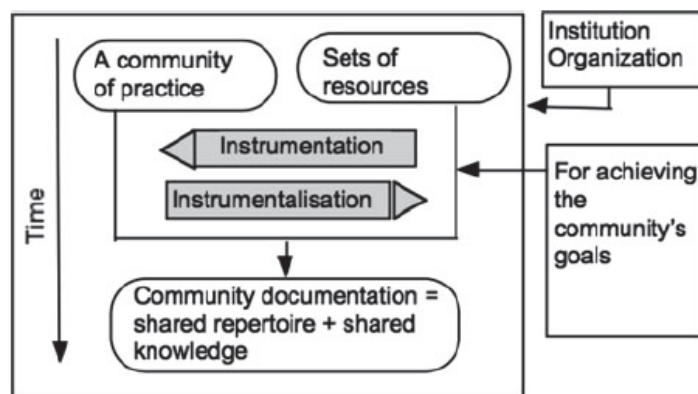 A community
of practice
Sets of
resources
Institution
Organization
Instrumentation
Instrumentalisation
For achieving
the
community's
goals
Time
Community documentation =
shared repertoire + shared
knowledge